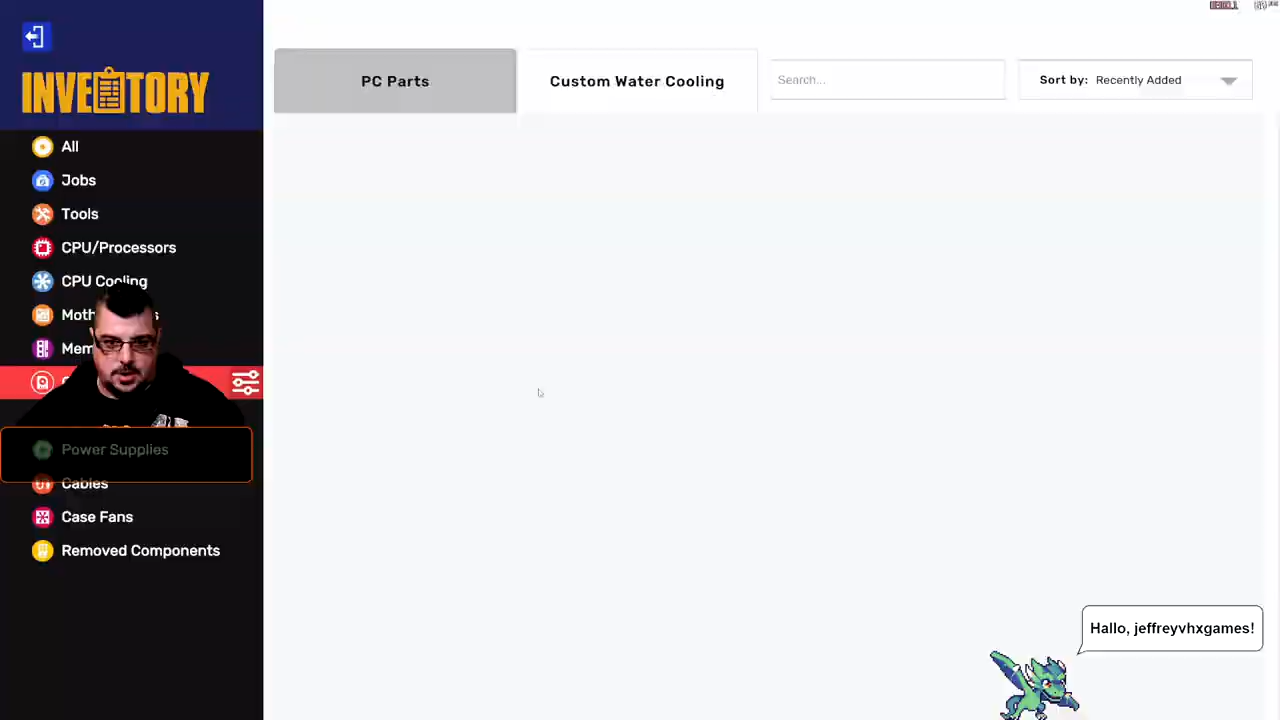 INVENTORY
PC Parts
Custom Water Cooling
Search...
Sort by: Recently Added
All
Jobs
Tools
CPU/Processors
CPU Cooling
Power Supplies
Cables
Case Fans
Removed Components
Hallo, jeffreyvhxgames!